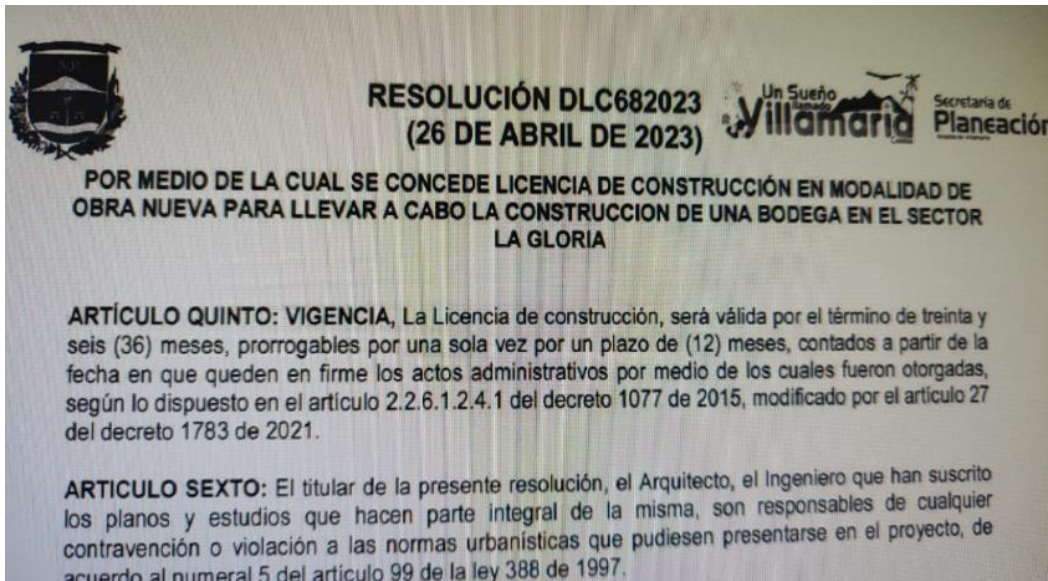 RESOLUCIÓN DLC682023
(26 DE ABRIL DE 2023)
Un Sueño
llamado
Villamaría
Secretaría de
Planeación
POR MEDIO DE LA CUAL SE CONCEDE LICENCIA DE CONSTRUCCIÓN EN MODALIDAD DE
OBRA NUEVA PARA LLEVAR A CABO LA CONSTRUCCION DE UNA BODEGA EN EL SECTOR
LA GLORIA
ARTÍCULO QUINTO: VIGENCIA, La Licencia de construcción, será válida por el término de treinta y
seis (36) meses, prorrogables por una sola vez por un plazo de (12) meses, contados a partir de la
fecha en que queden en firme los actos administrativos por medio de los cuales fueron otorgadas,
según lo dispuesto en el artículo 2.2.6.1.2.4.1 del decreto 1077 de 2015, modificado por el artículo 27
del decreto 1783 de 2021.
ARTICULO SEXTO: El titular de la presente resolución, el Arquitecto, el Ingeniero que han suscrito
los planos y estudios que hacen parte integral de la misma, son responsables de cualquier
contravención o violación a las normas urbanísticas que pudiesen presentarse en el proyecto, de
acuerdo al numeral 5 del artículo 99 de la ley 388 de 1997.